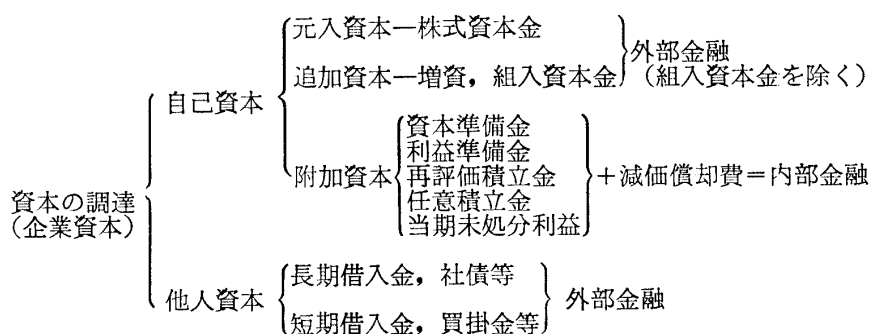 元入資本—株式資本金
外部金融
追加資本—増資，組入資本金
（組入資本金を除く）
自己資本
資本準備金
利益準備金
附加資本
再評価積立金
＋減価償却費＝内部金融
任意積立金
当期未処分利益
資本の調達
（企業資本）
長期借入金，社債等
他人資本
外部金融
短期借入金，買掛金等